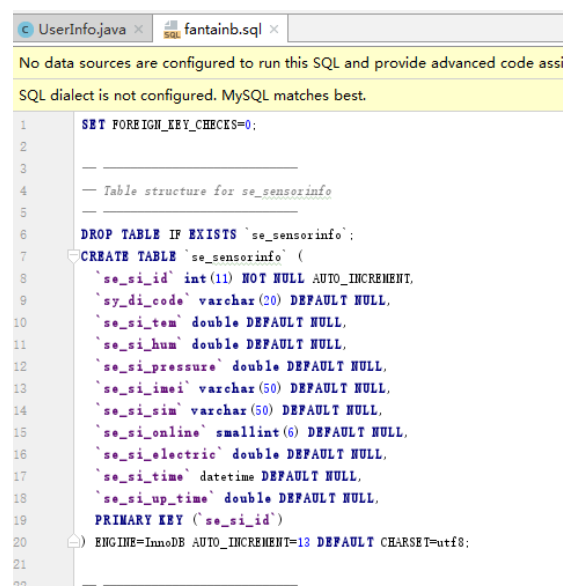 UserInfo.java
fantainb.sql
No data sources are configured to run this SQL and provide advanced code assi
SQL dialect is not configured. MySQL matches best.
1 SET FOREIGN_KEY_CHECKS=0;
2
3 -- ----------------------------
4 -- Table structure for se_sensorinfo
5 -- ----------------------------
6 DROP TABLE IF EXISTS `se_sensorinfo`;
7 CREATE TABLE `se_sensorinfo` (
8 `se_si_id` int(11) NOT NULL AUTO_INCREMENT,
9 `sy_di_code` varchar(20) DEFAULT NULL,
10 `se_si_tem` double DEFAULT NULL,
11 `se_si_hum` double DEFAULT NULL,
12 `se_si_pressure` double DEFAULT NULL,
13 `se_si_imei` varchar(50) DEFAULT NULL,
14 `se_si_sim` varchar(50) DEFAULT NULL,
15 `se_si_online` smallint(6) DEFAULT NULL,
16 `se_si_electric` double DEFAULT NULL,
17 `se_si_time` datetime DEFAULT NULL,
18 `se_si_up_time` double DEFAULT NULL,
19 PRIMARY KEY (`se_si_id`)
20 ) ENGINE=InnoDB AUTO_INCREMENT=13 DEFAULT CHARSET=utf8;
21